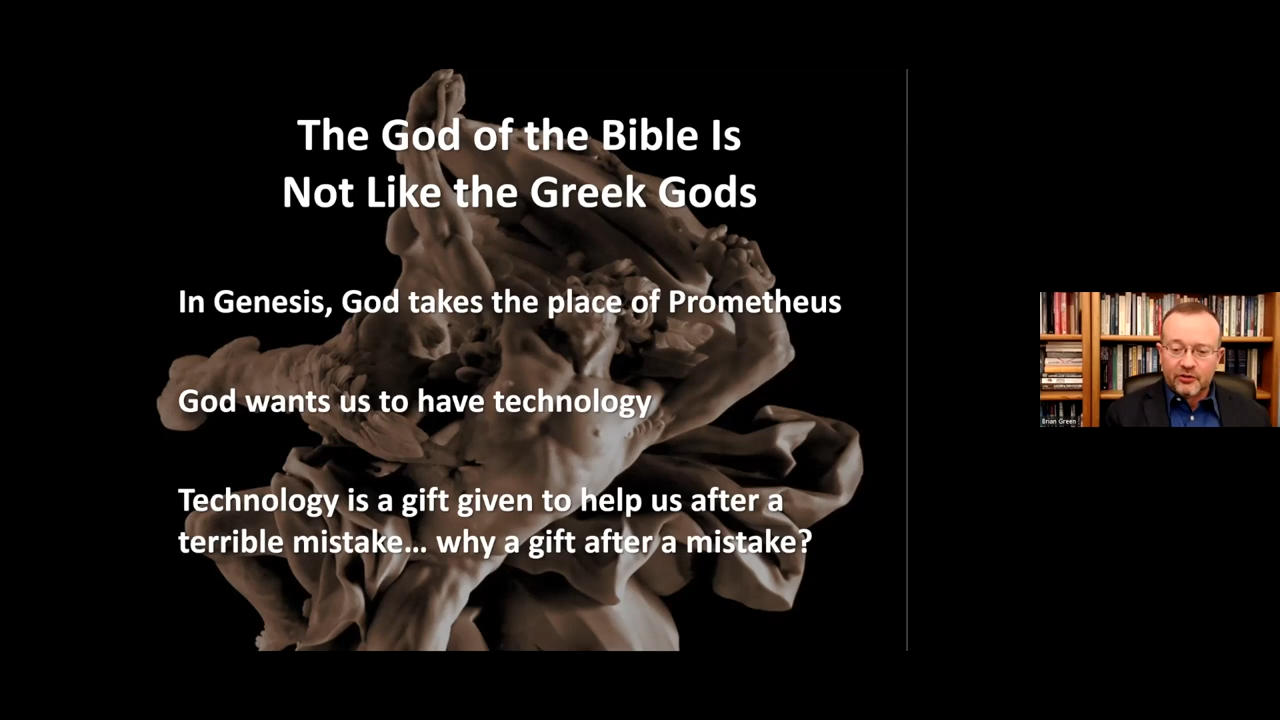 The God of the Bible Is
Not Like the Greek Gods
In Genesis, God takes the place of Prometheus
God wants us to have technology
Technology is a gift given to help us after a
terrible mistake... why a gift after a mistake?
Brian Green